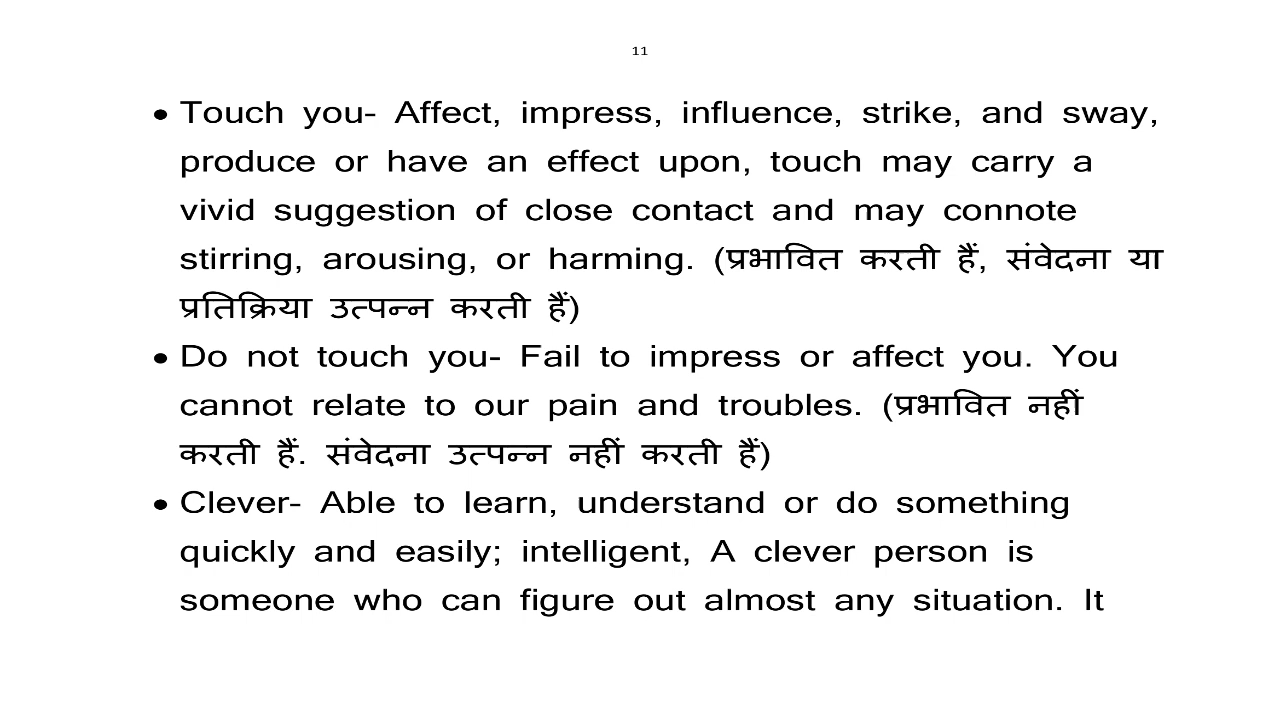 11
• Touch you- Affect, impress, influence, strike, and sway,
produce or have an effect upon, touch may carry a
vivid suggestion of close contact and may connote
stirring, arousing, or harming. (प्रभावित करती हैं, संवेदना या
प्रतिक्रिया उत्पन्न करती हैं)
• Do not touch you- Fail to impress or affect you. You
cannot relate to our pain and troubles. (प्रभावित नहीं
करती हैं. संवेदना उत्पन्न नहीं करती हैं)
• Clever- Able to learn, understand or do something
quickly and easily; intelligent, A clever person is
someone who can figure out almost any situation. It